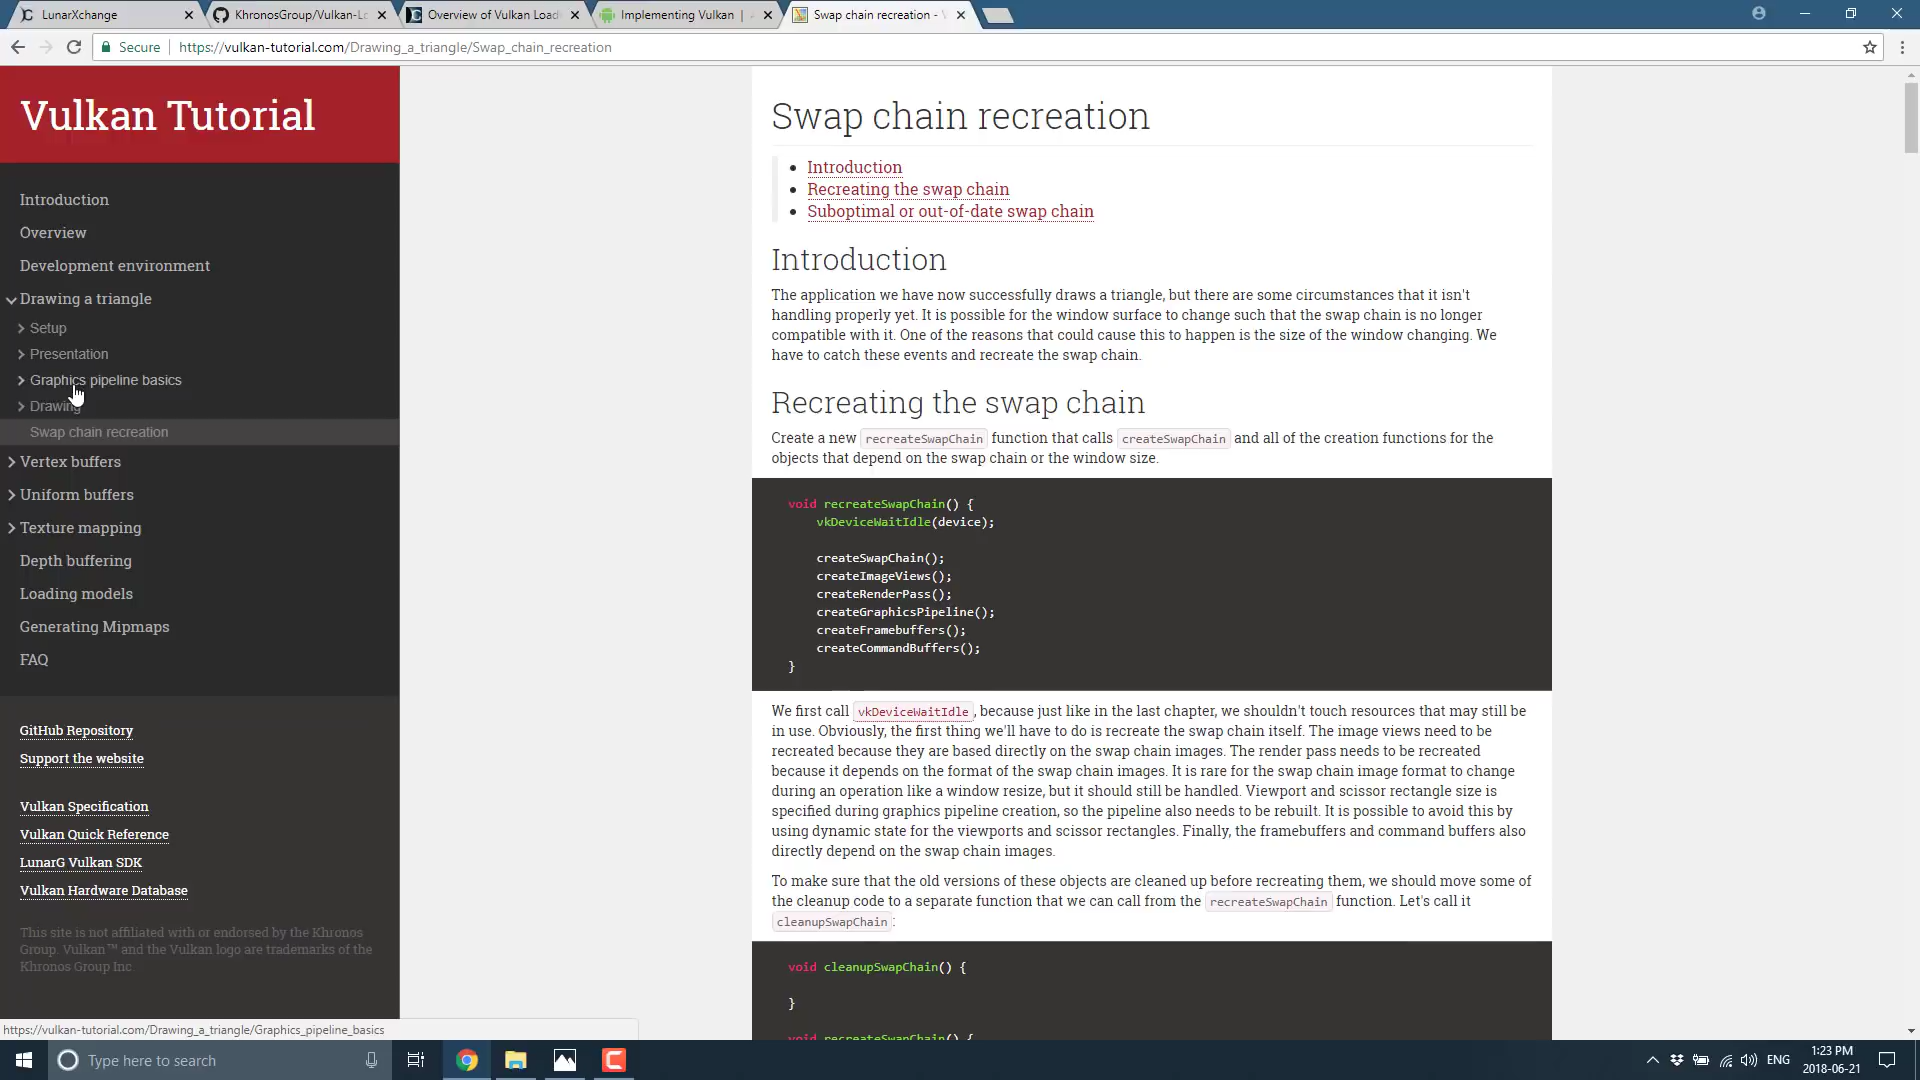 LunarXchange
KhronosGroup/Vulkan-Lo
Overview of Vulkan Load
Implementing Vulkan |
Swap chain recreation -
Secure
https://vulkan-tutorial.com/Drawing_a_triangle/Swap_chain_recreation
Vulkan Tutorial
Introduction
Overview
Development environment
Drawing a triangle
Setup
Presentation
Graphics pipeline basics
Drawing
Swap chain recreation
Vertex buffers
Uniform buffers
Texture mapping
Depth buffering
Loading models
Generating Mipmaps
FAQ
GitHub Repository
Support the website
Vulkan Specification
Vulkan Quick Reference
LunarG Vulkan SDK
Vulkan Hardware Database
This site is not affiliated with or endorsed by the Khronos
Group. Vulkan™ and the Vulkan logo are trademarks of the
Khronos Group Inc.
https://vulkan-tutorial.com/Drawing_a_triangle/Graphics_pipeline_basics
Swap chain recreation
• Introduction
• Recreating the swap chain
• Suboptimal or out-of-date swap chain
Introduction
The application we have now successfully draws a triangle, but there are some circumstances that it isn't
handling properly yet. It is possible for the window surface to change such that the swap chain is no longer
compatible with it. One of the reasons that could cause this to happen is the size of the window changing. We
have to catch these events and recreate the swap chain.
Recreating the swap chain
Create a new recreateSwapChain function that calls createSwapChain and all of the creation functions for the
objects that depend on the swap chain or the window size.
void recreateSwapChain() {
vkDeviceWaitIdle(device);
createSwapChain();
createImageViews();
createRenderPass();
createGraphicsPipeline();
createFramebuffers();
createCommandBuffers();
}
We first call vkDeviceWaitIdle, because just like in the last chapter, we shouldn't touch resources that may still be
in use. Obviously, the first thing we'll have to do is recreate the swap chain itself. The image views need to be
recreated because they are based directly on the swap chain images. The render pass needs to be recreated
because it depends on the format of the swap chain images. It is rare for the swap chain image format to change
during an operation like a window resize, but it should still be handled. Viewport and scissor rectangle size is
specified during graphics pipeline creation, so the pipeline also needs to be rebuilt. It is possible to avoid this by
using dynamic state for the viewports and scissor rectangles. Finally, the framebuffers and command buffers also
directly depend on the swap chain images.
To make sure that the old versions of these objects are cleaned up before recreating them, we should move some of
the cleanup code to a separate function that we can call from the recreateSwapChain function. Let's call it
cleanupSwapChain:
void cleanupSwapChain() {
}
void recreateSwapChain() {
Type here to search
ENG
1:23 PM
2018-06-21